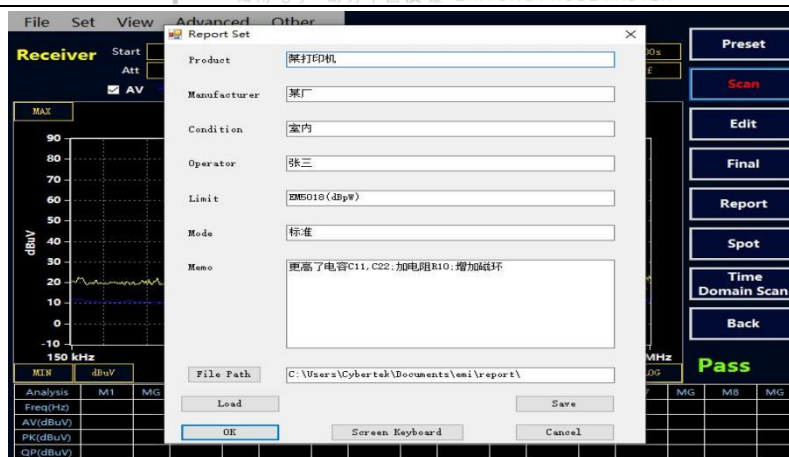 File Set View Advanced Other
Report Set
Receiver
Start
Att
AV
MAX
90
80
70
60
50
40
30
20
10
0
-10
dBuV
150 kHz
MHz
MIN
dBuV
Product
某打印机
Manufacturer
某厂
Condition
室内
Operator
张三
Limit
EM5018(dBpW)
Mode
标准
Memo
更高了电容C11,C22;加电阻R10;增加磁环
File Path
C:\Users\Cybertek\Documents\emi\report\
Load
Save
OK
Screen Keyboard
Cancel
Preset
Scan
Edit
Final
Report
Spot
Time
Domain Scan
Back
Pass
Analysis M1 MG MG M8 MG
Freq(Hz)
AV(dBuV)
PK(dBuV)
QP(dBuV)